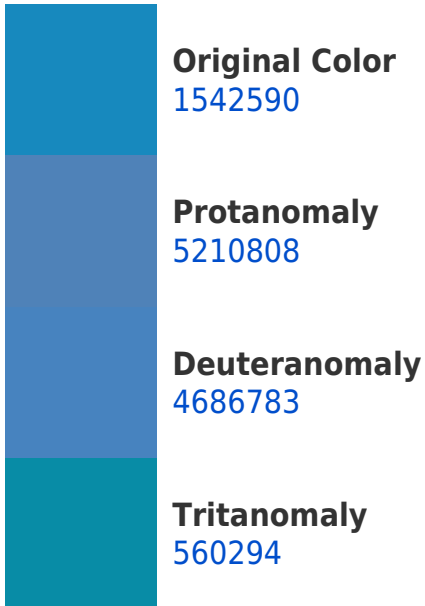 Original Color
1542590
Protanomaly
5210808
Deuteranomaly
4686783
Tritanomaly
560294